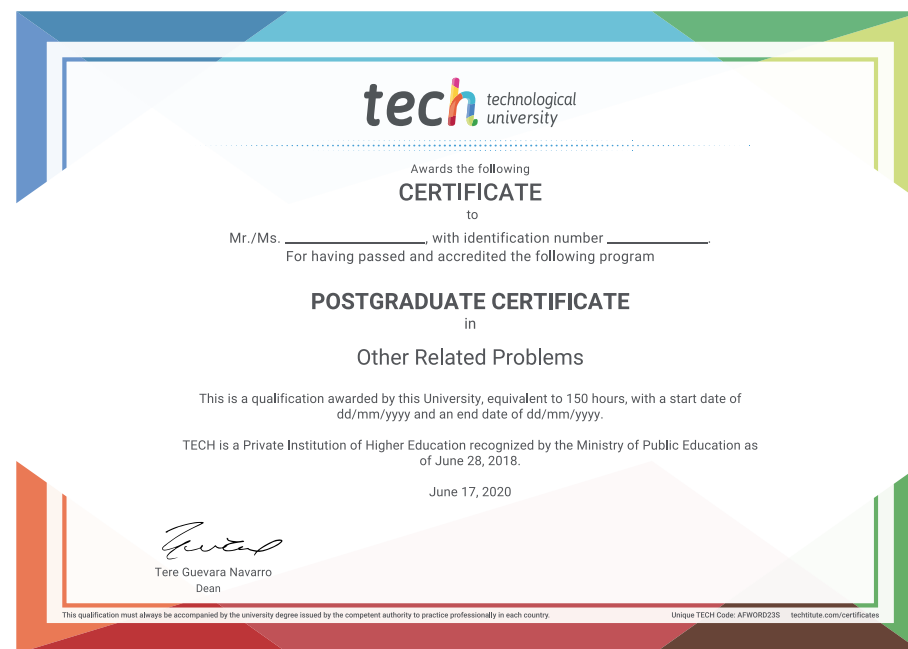 tech technological
university
Awards the following
CERTIFICATE
to
Mr./Ms. ____________________, with identification number ______________.
For having passed and accredited the following program
POSTGRADUATE CERTIFICATE
in
Other Related Problems
This is a qualification awarded by this University, equivalent to 150 hours, with a start date of
dd/mm/yyyy and an end date of dd/mm/yyyy.
TECH is a Private Institution of Higher Education recognized by the Ministry of Public Education as
of June 28, 2018.
June 17, 2020
Tere Guevara Navarro
Dean
This qualification must always be accompanied by the university degree issued by the competent authority to practice professionally in each country. Unique TECH Code: AFWORD23S techtitute.com/certificates